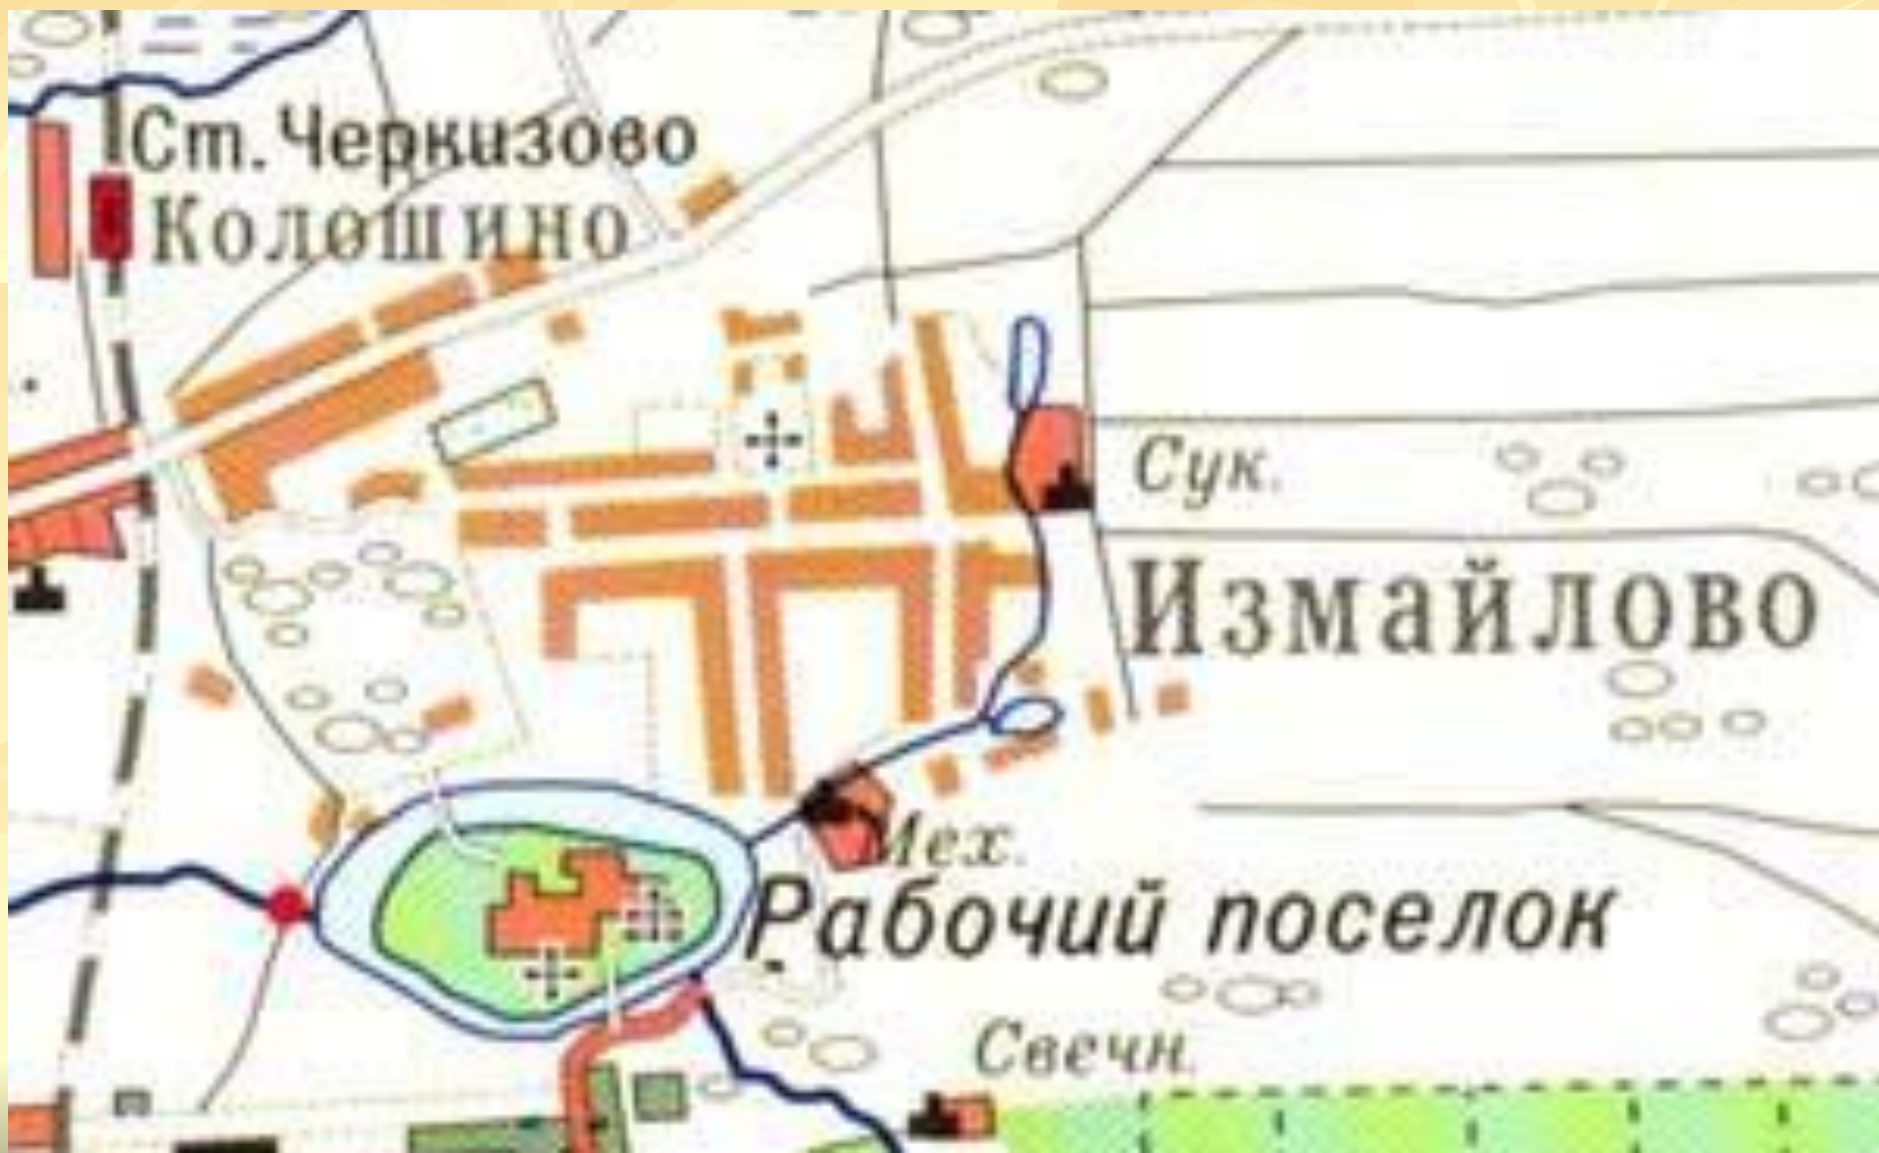 Ст. Черкизово
Колошино
Сук.
Измайлово
Мех.
Рабочий поселок
Свечн.